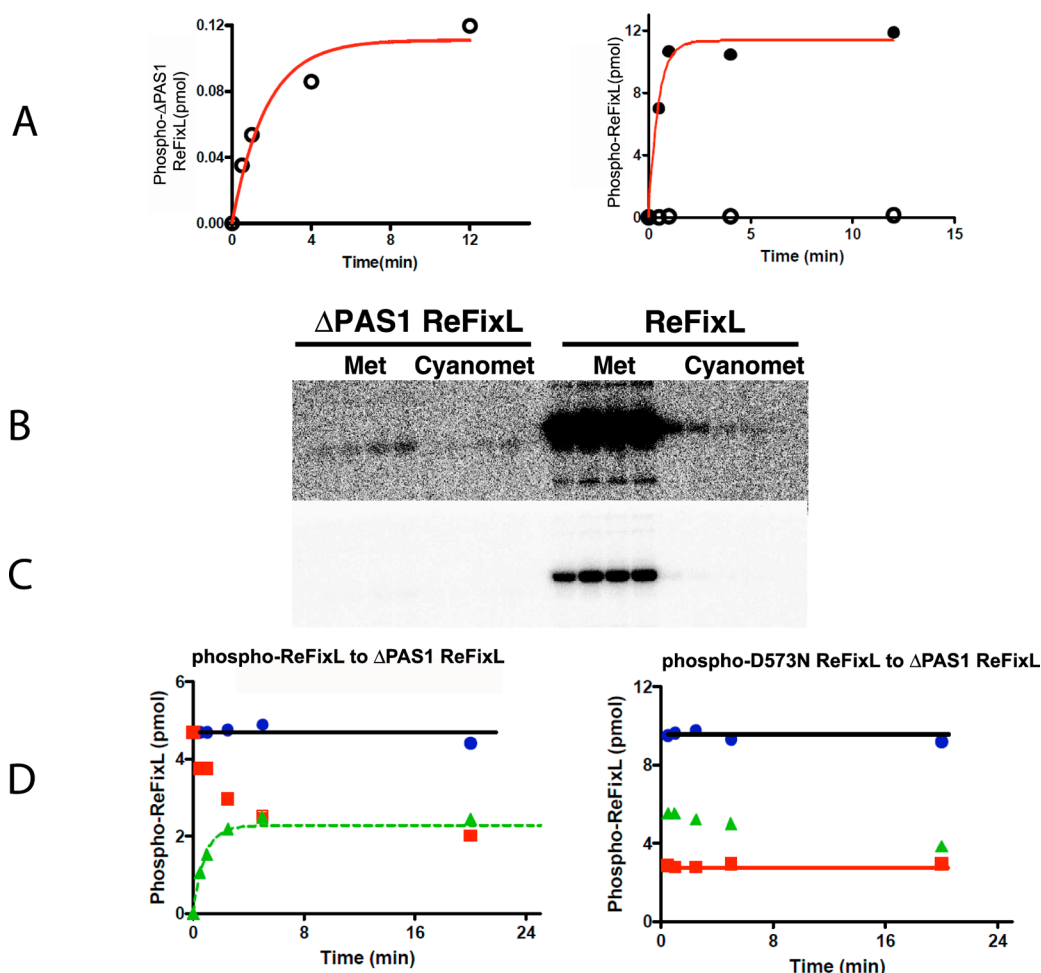 A
0.12
0.08
0.04
0.00
Phospho-ΔPAS1
ReFixL(pmol)
0
4
8
12
Time(min)
12
8
4
0
Phospho-ReFixL(pmol)
0
5
10
15
Time (min)
ΔPAS1 ReFixL
ReFixL
Met
Cyanomet
Met
Cyanomet
B
C
D
phospho-ReFixL to ΔPAS1 ReFixL
6
4
2
0
Phospho-ReFixL (pmol)
0
8
16
24
Time (min)
phospho-D573N ReFixL to ΔPAS1 ReFixL
12
8
4
0
Phospho-ReFixL (pmol)
0
8
16
24
Time (min)